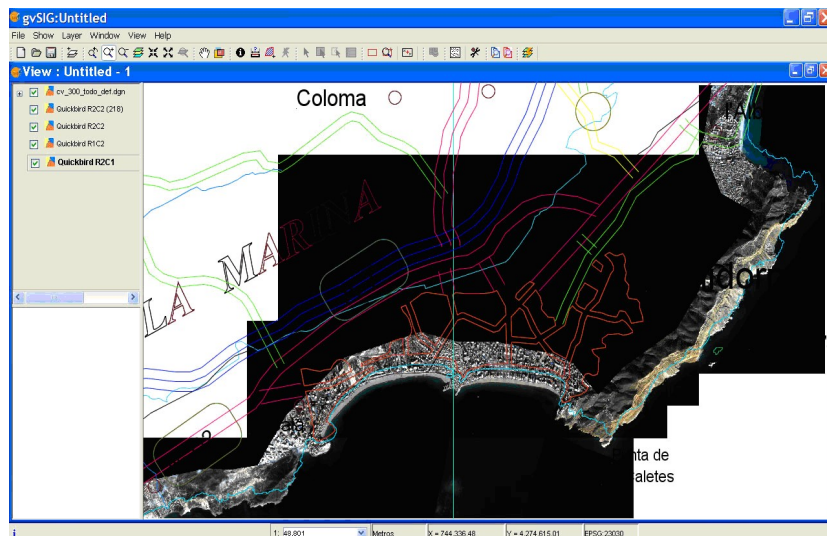 gvSIG:Untitled
File Show Layer Window View Help
View : Untitled - 1
cv_300_todo_def.dgn
Quickbird R2C2 (218)
Quickbird R2C2
Quickbird R1C2
Quickbird R2C1
Coloma
LA MARINA
de
aletes
1: 48.801 Metros X = 744.336,48 Y = 4.274.615,01 EPSG:23030